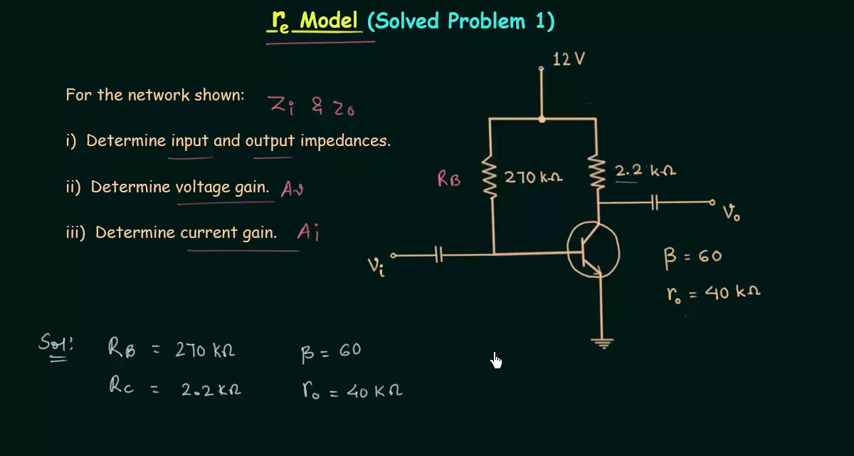 re Model (Solved Problem 1)
For the network shown:
Zi & Zo
i) Determine input and output impedances.
ii) Determine voltage gain. Av
iii) Determine current gain. Ai
12 V
RB
270 kΩ
2.2 kΩ
Vo
Vi
β = 60
ro = 40 kΩ
Sol:
RB = 270 kΩ
β = 60
RC = 2.2 kΩ
ro = 40 kΩ